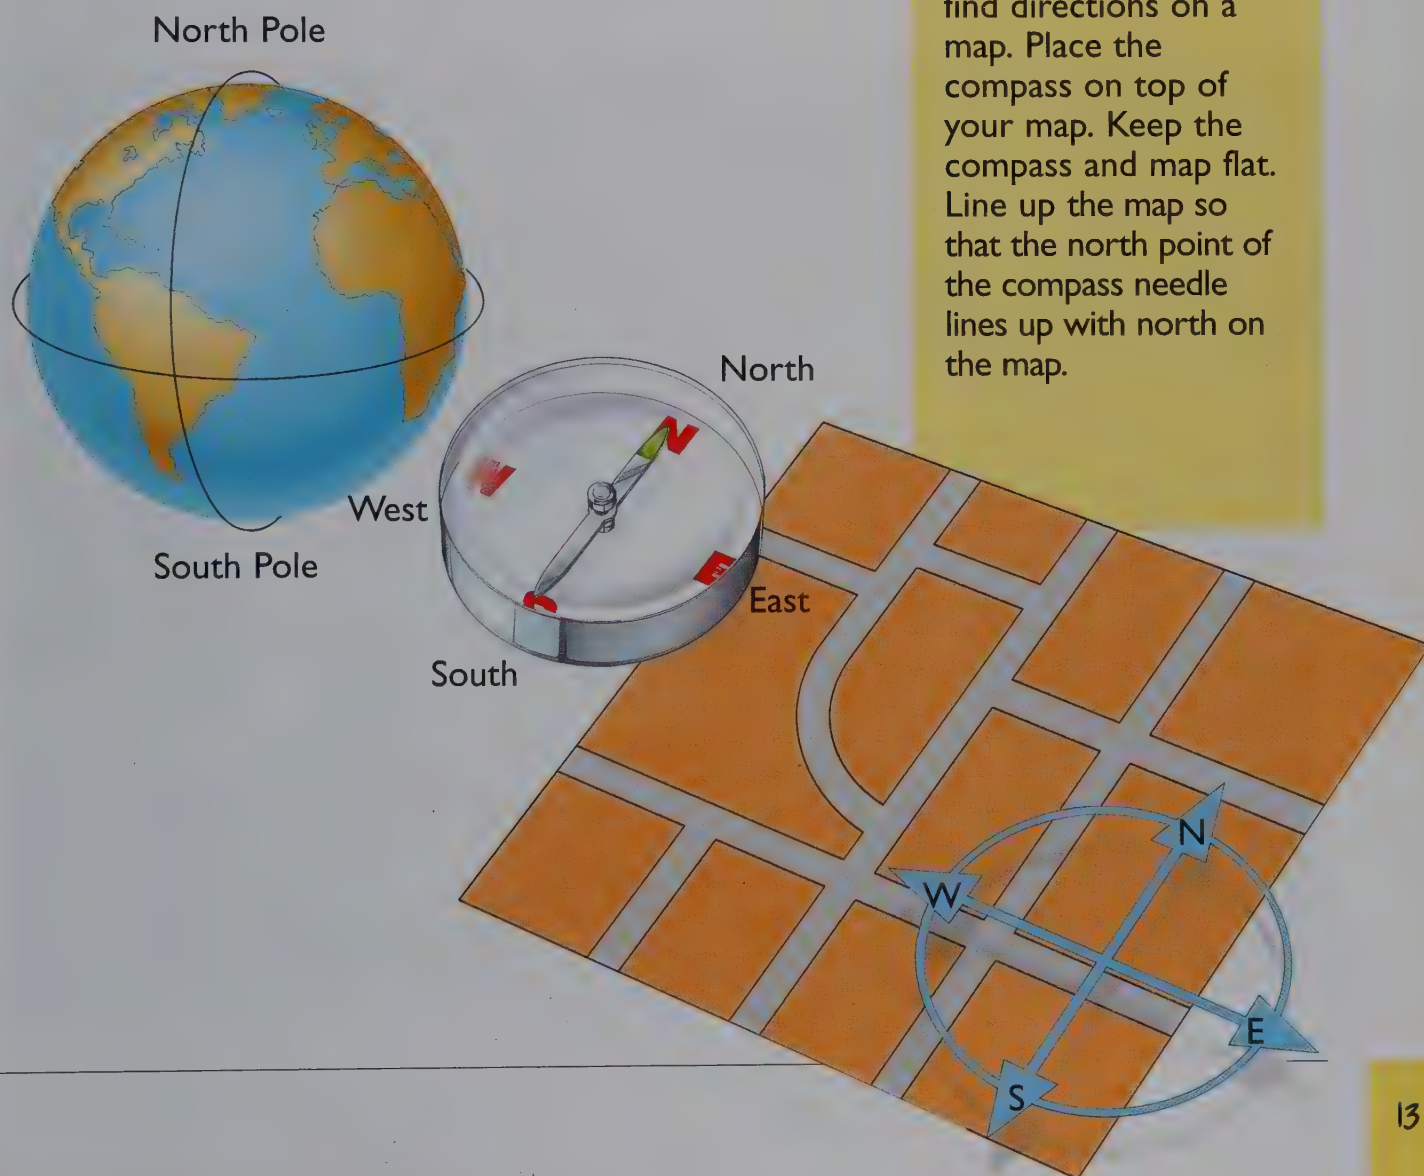 North Pole
South Pole
find directions on a
map. Place the
compass on top of
your map. Keep the
compass and map flat.
Line up the map so
that the north point of
the compass needle
lines up with north on
the map.
North
N
West
East
E
South
N
W
E
S
13